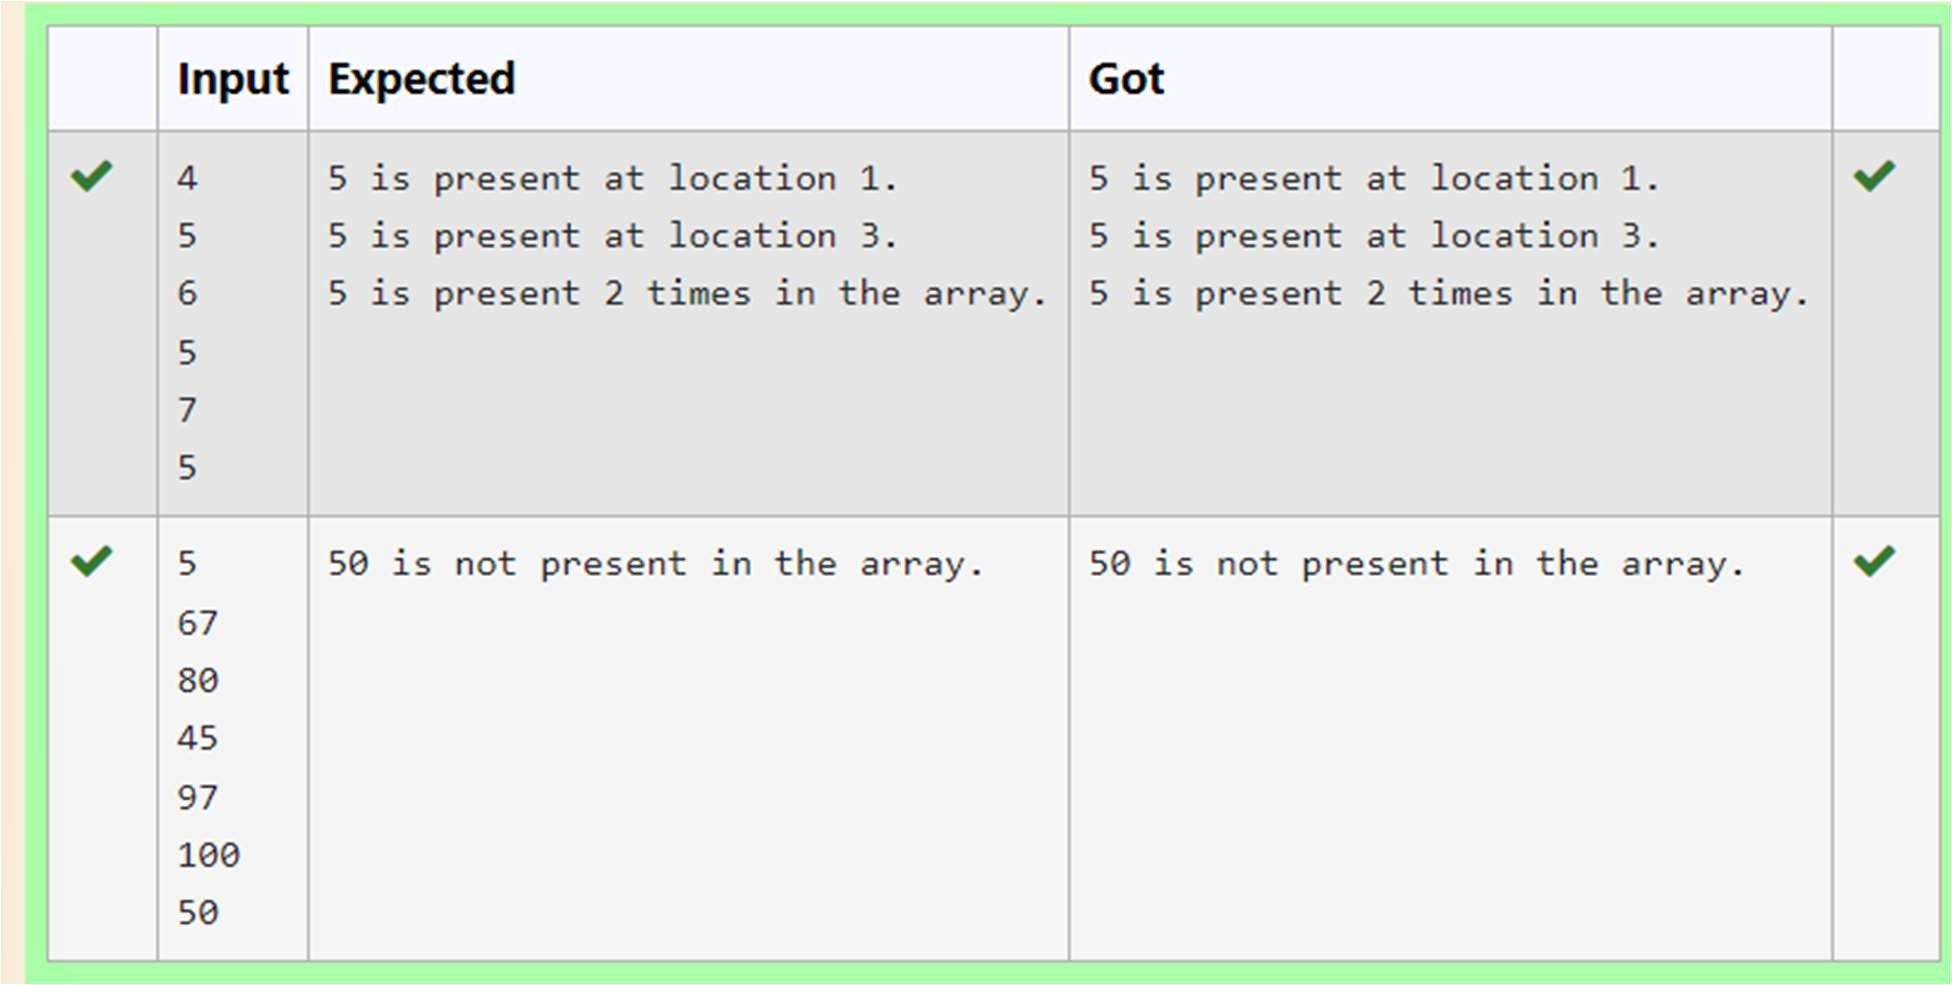 Input Expected Got
4 5 is present at location 1. 5 is present at location 1.
5 5 is present at location 3. 5 is present at location 3.
6 5 is present 2 times in the array. 5 is present 2 times in the array.
5
7
5
5 50 is not present in the array. 50 is not present in the array.
67
80
45
97
100
50